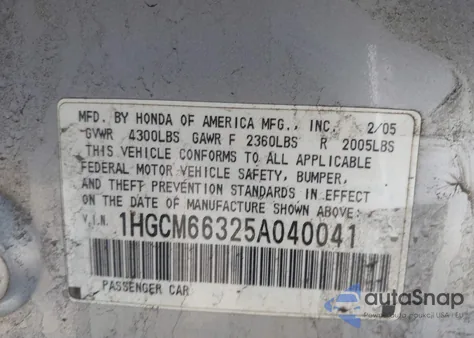 MFD. BY HONDA OF AMERICA MFG., INC. 2/05
GVWR 4300LBS GAWR F 2360LBS R 2005LBS
THIS VEHICLE CONFORMS TO ALL APPLICABLE
FEDERAL MOTOR VEHICLE SAFETY, BUMPER,
AND THEFT PREVENTION STANDARDS IN EFFECT
ON THE DATE OF MANUFACTURE SHOWN ABOVE.
V.I.N. 1HGCM66325A040041
PASSENGER CAR
autaSnap